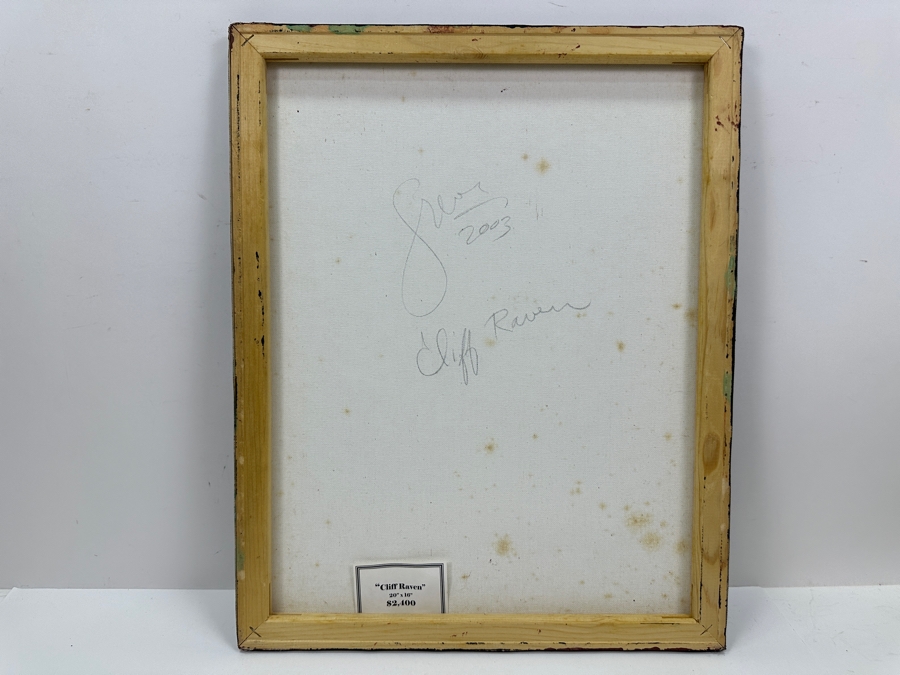 2003
Cliff Raven
"Cliff Raven"
20" x 16"
$2,400